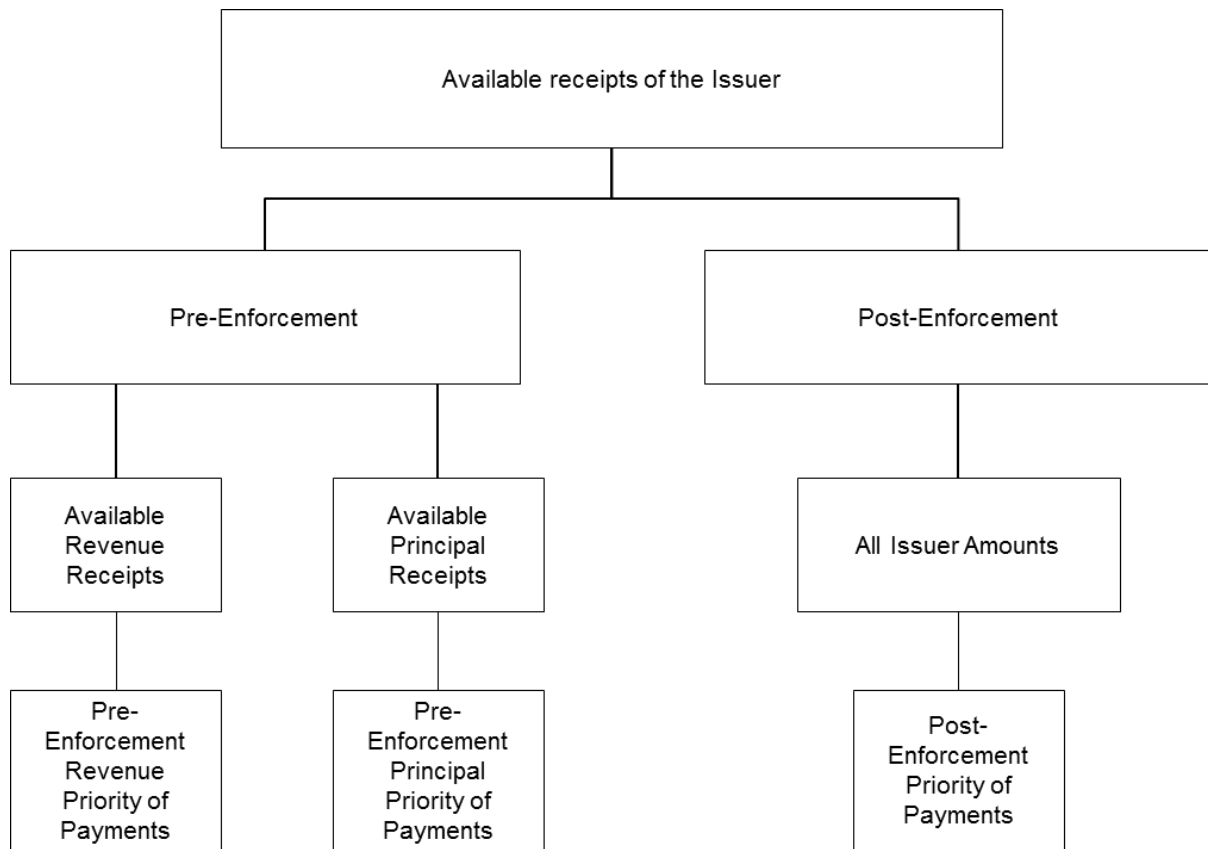 Available receipts of the Issuer
Pre-Enforcement
Post-Enforcement
Available
Revenue
Receipts
Available
Principal
Receipts
All Issuer Amounts
Pre-
Enforcement
Revenue
Priority of
Payments
Pre-
Enforcement
Principal
Priority of
Payments
Post-
Enforcement
Priority of
Payments